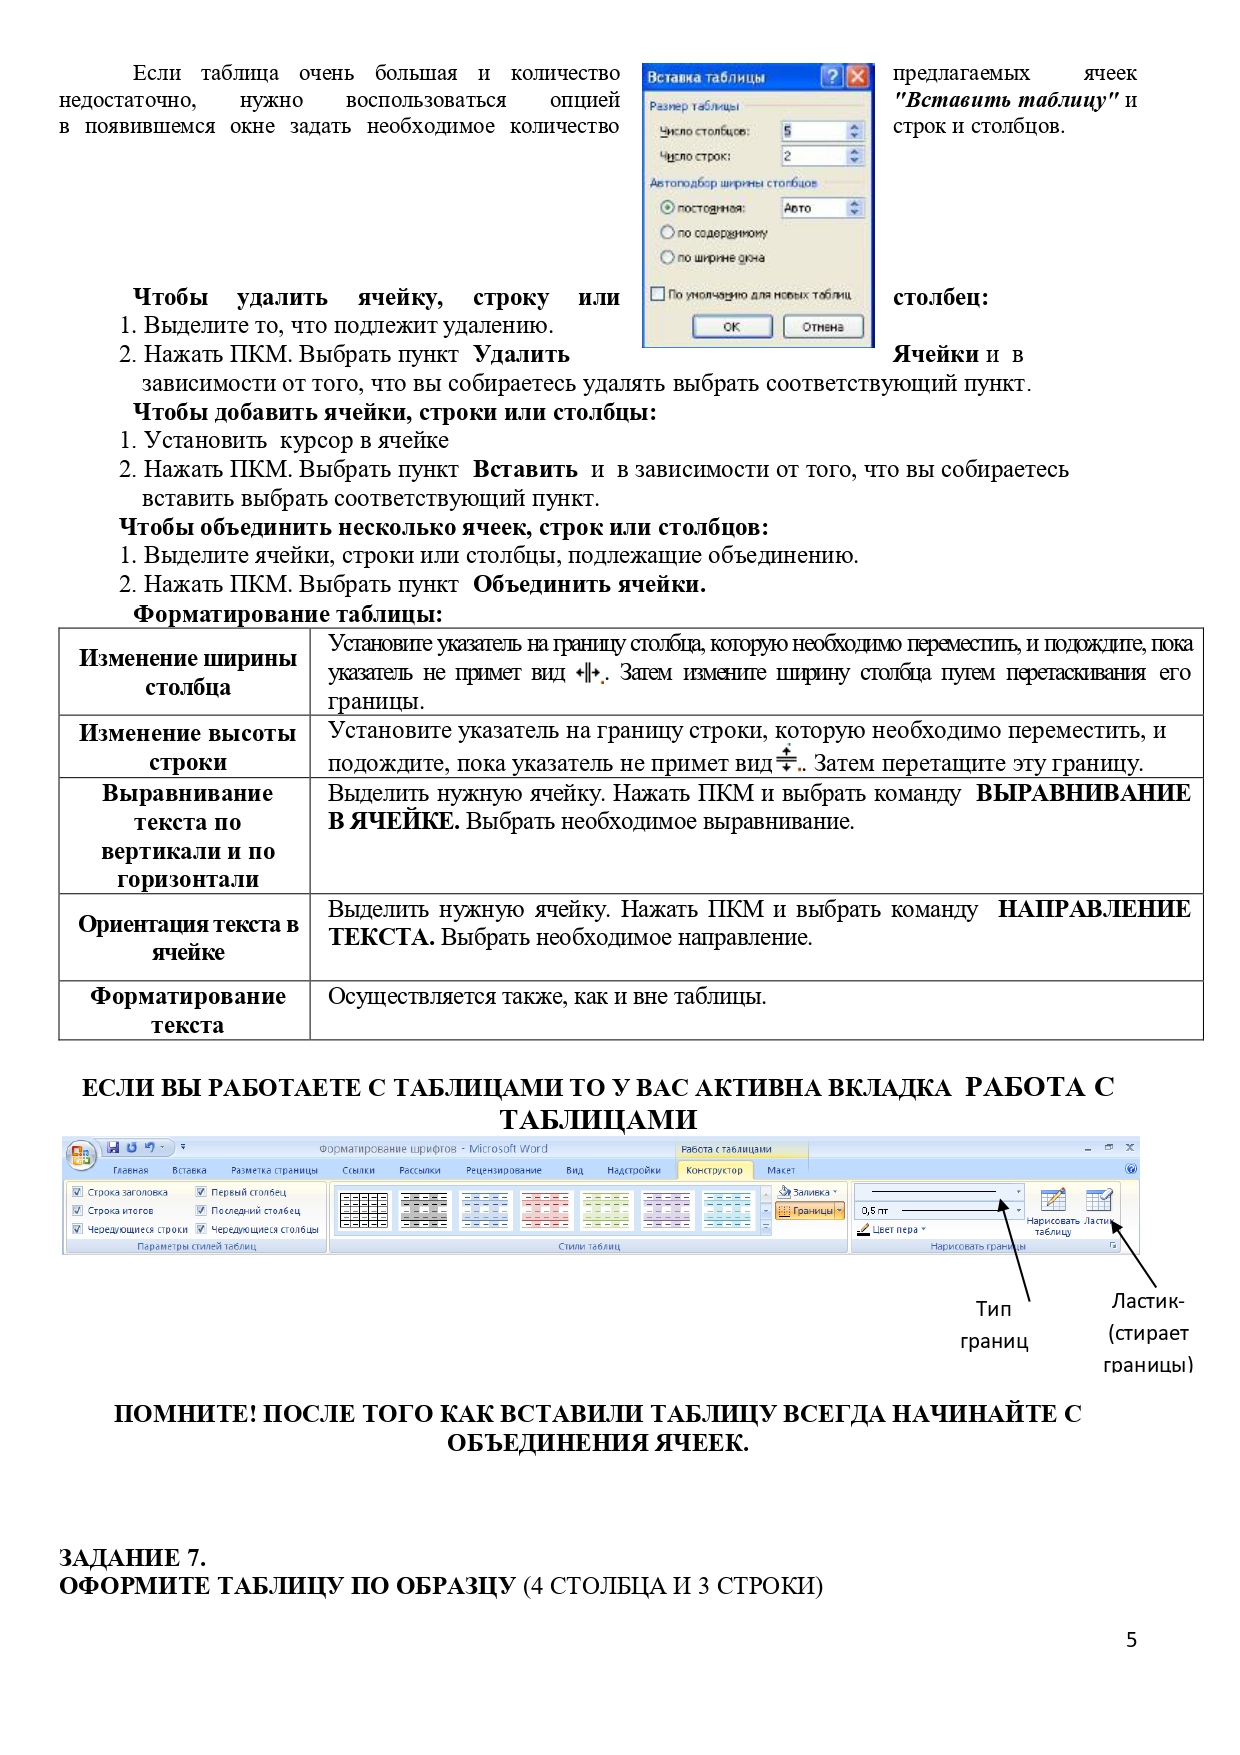 Если таблица очень большая и количество предлагаемых ячеек
недостаточно, нужно воспользоваться опцией "Вставить таблицу" и
в появившемся окне задать необходимое количество строк и столбцов.
Вставка таблицы
Размер таблицы
Число столбцов: 5
Число строк: 2
Автоподбор ширины столбцов
постоянная: Авто
по содержимому
по ширине окна
По умолчанию для новых таблиц
ОК Отмена
Чтобы удалить ячейку, строку или столбец:
1. Выделите то, что подлежит удалению.
2. Нажать ПКМ. Выбрать пункт Удалить Ячейки и в
зависимости от того, что вы собираетесь удалять выбрать соответствующий пункт.
Чтобы добавить ячейки, строки или столбцы:
1. Установить курсор в ячейке
2. Нажать ПКМ. Выбрать пункт Вставить и в зависимости от того, что вы собираетесь
вставить выбрать соответствующий пункт.
Чтобы объединить несколько ячеек, строк или столбцов:
1. Выделите ячейки, строки или столбцы, подлежащие объединению.
2. Нажать ПКМ. Выбрать пункт Объединить ячейки.
Форматирование таблицы:
Изменение ширины
столбца
Установите указатель на границу столбца, которую необходимо переместить, и подождите, пока
указатель не примет вид . Затем измените ширину столбца путем перетаскивания его
границы.
Изменение высоты
строки
Установите указатель на границу строки, которую необходимо переместить, и
подождите, пока указатель не примет вид . Затем перетащите эту границу.
Выравнивание
текста по
вертикали и по
горизонтали
Выделить нужную ячейку. Нажать ПКМ и выбрать команду ВЫРАВНИВАНИЕ
В ЯЧЕЙКЕ. Выбрать необходимое выравнивание.
Ориентация текста в
ячейке
Выделить нужную ячейку. Нажать ПКМ и выбрать команду НАПРАВЛЕНИЕ
ТЕКСТА. Выбрать необходимое направление.
Форматирование
текста
Осуществляется также, как и вне таблицы.
ЕСЛИ ВЫ РАБОТАЕТЕ С ТАБЛИЦАМИ ТО У ВАС АКТИВНА ВКЛАДКА РАБОТА С
ТАБЛИЦАМИ
Форматирование шрифтов - Microsoft Word Работа с таблицами
Главная Вставка Разметка страницы Ссылки Рассылки Рецензирование Вид Надстройки Конструктор Макет
Строка заголовка Первый столбец
Строка итогов Последний столбец
Чередующиеся строки Чередующиеся столбцы
Параметры стилей таблиц
Стили таблиц
Заливка
Границы
0,5 пт
Цвет пера
Нарисовать таблицу
Ластик
Нарисовать границы
Тип
границ
Ластик-
(стирает
границы)
ПОМНИТЕ! ПОСЛЕ ТОГО КАК ВСТАВИЛИ ТАБЛИЦУ ВСЕГДА НАЧИНАЙТЕ С
ОБЪЕДИНЕНИЯ ЯЧЕЕК.
ЗАДАНИЕ 7.
ОФОРМИТЕ ТАБЛИЦУ ПО ОБРАЗЦУ (4 СТОЛБЦА И 3 СТРОКИ)
5